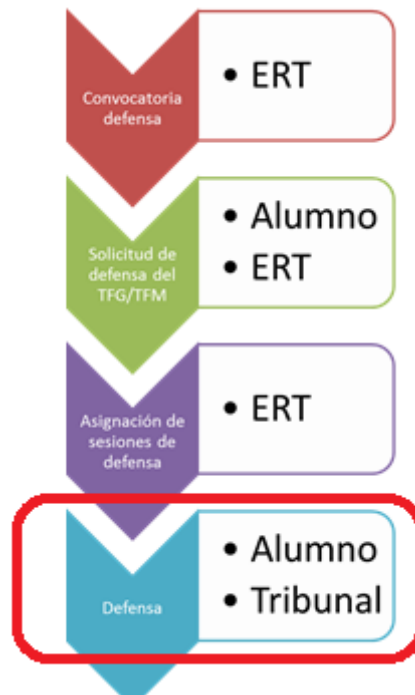 Convocatoria
defensa
• ERT
Solicitud de
defensa del
TFG/TFM
• Alumno
• ERT
Asignación de
sesiones de
defensa
• ERT
Defensa
• Alumno
• Tribunal